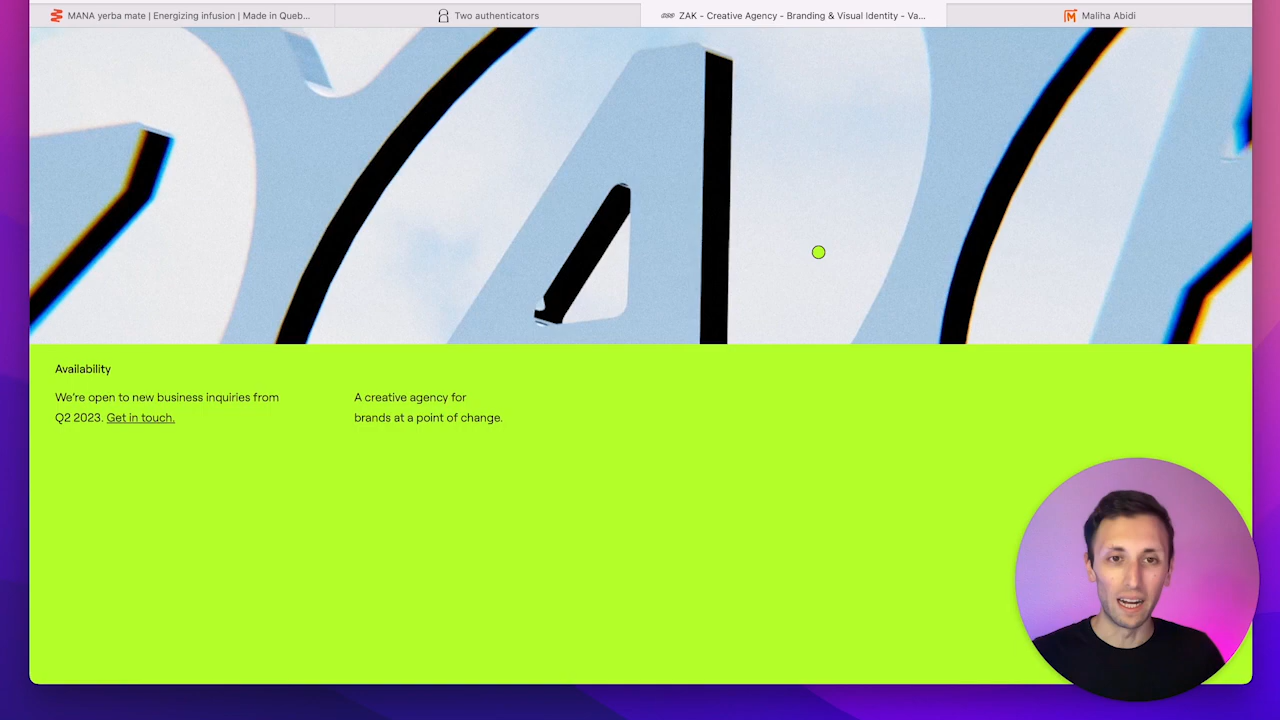 MANA yerba mate | Energizing infusion | Made in Queb...
Two authenticators
ZAK - Creative Agency - Branding & Visual Identity - Va...
Maliha Abidi
Availability
We're open to new business inquiries from
Q2 2023. Get in touch.
A creative agency for
brands at a point of change.